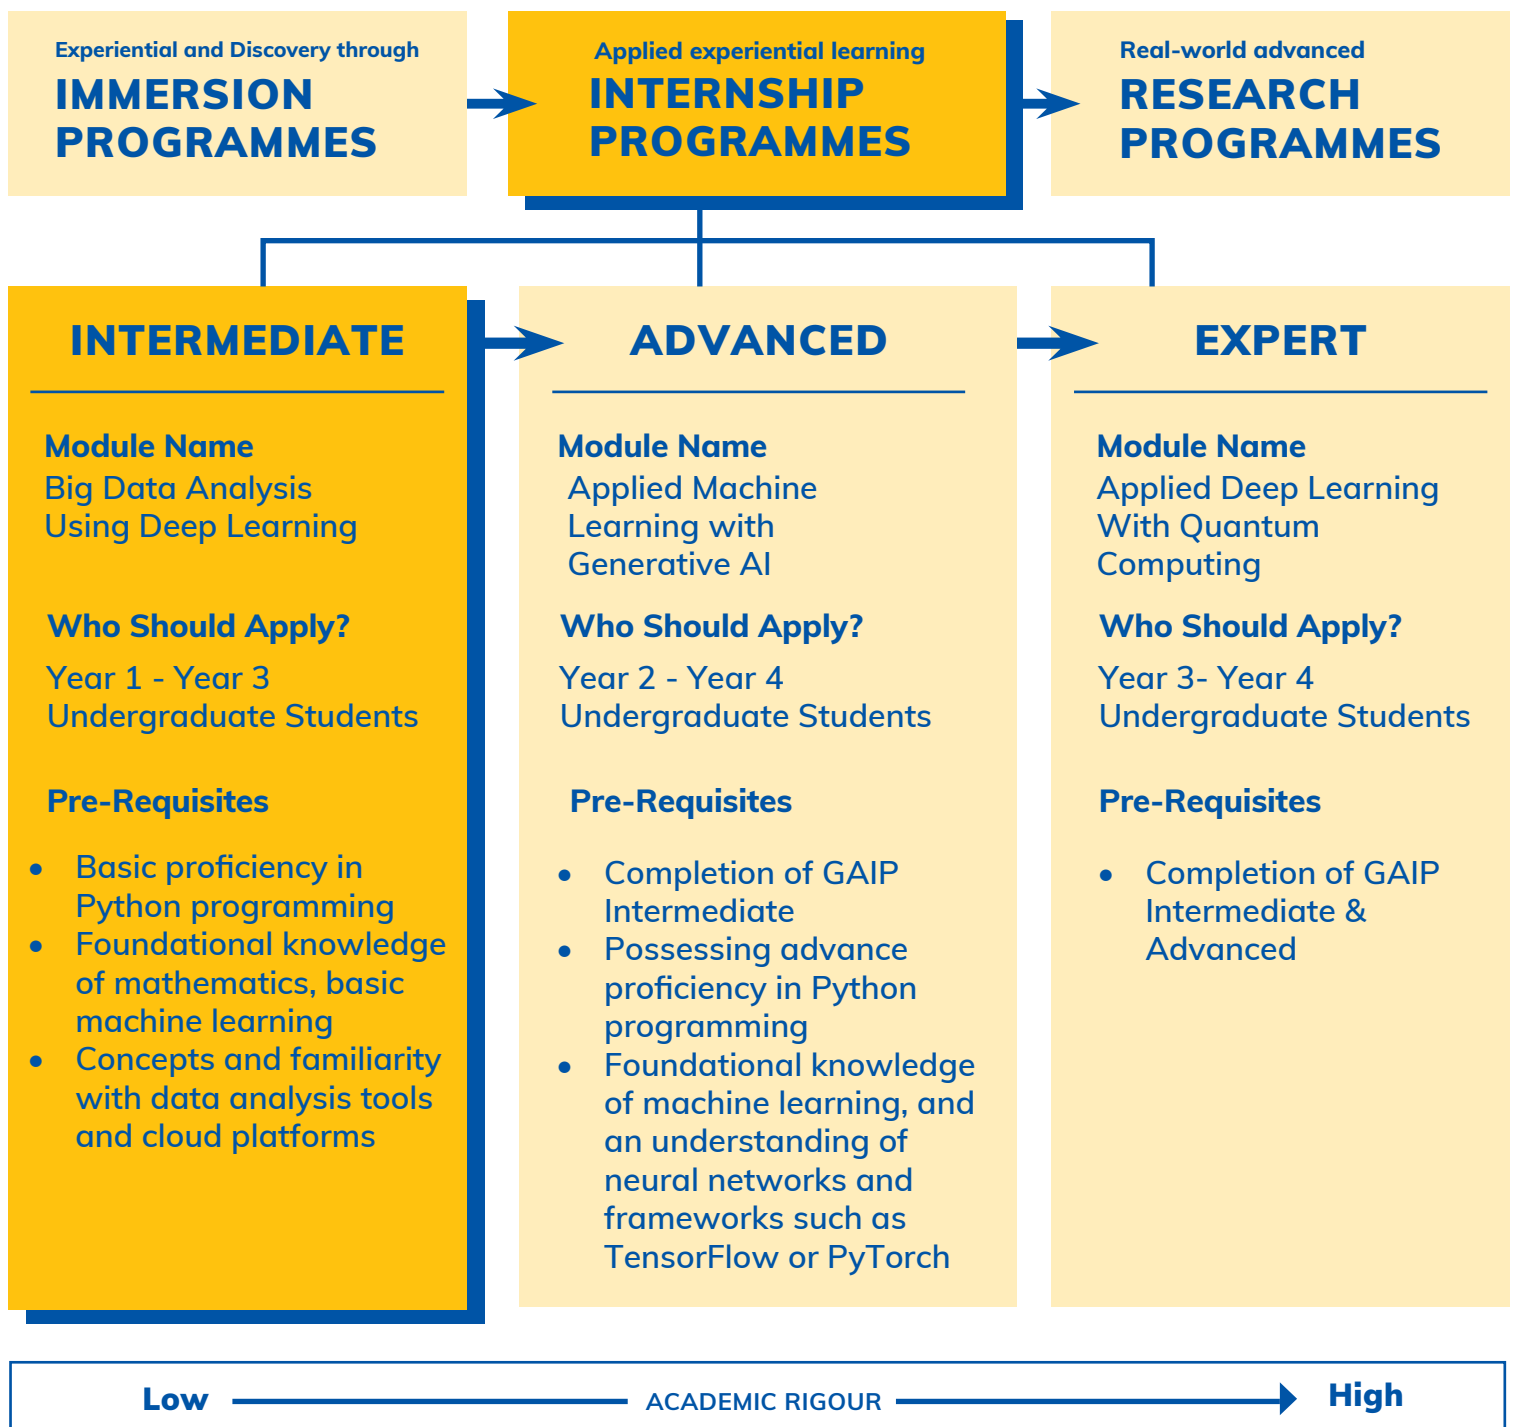 Experiential and Discovery through
IMMERSION
PROGRAMMES
Applied experiential learning
INTERNSHIP
PROGRAMMES
Real-world advanced
RESEARCH
PROGRAMMES
INTERMEDIATE
Module Name
Big Data Analysis
Using Deep Learning
Who Should Apply?
Year 1 - Year 3
Undergraduate Students
Pre-Requisites
• Basic proficiency in
Python programming
• Foundational knowledge
of mathematics, basic
machine learning
• Concepts and familiarity
with data analysis tools
and cloud platforms
ADVANCED
Module Name
Applied Machine
Learning with
Generative AI
Who Should Apply?
Year 2 - Year 4
Undergraduate Students
Pre-Requisites
• Completion of GAIP
Intermediate
• Possessing advance
proficiency in Python
programming
• Foundational knowledge
of machine learning, and
an understanding of
neural networks and
frameworks such as
TensorFlow or PyTorch
EXPERT
Module Name
Applied Deep Learning
With Quantum
Computing
Who Should Apply?
Year 3- Year 4
Undergraduate Students
Pre-Requisites
• Completion of GAIP
Intermediate &
Advanced
Low ACADEMIC RIGOUR High